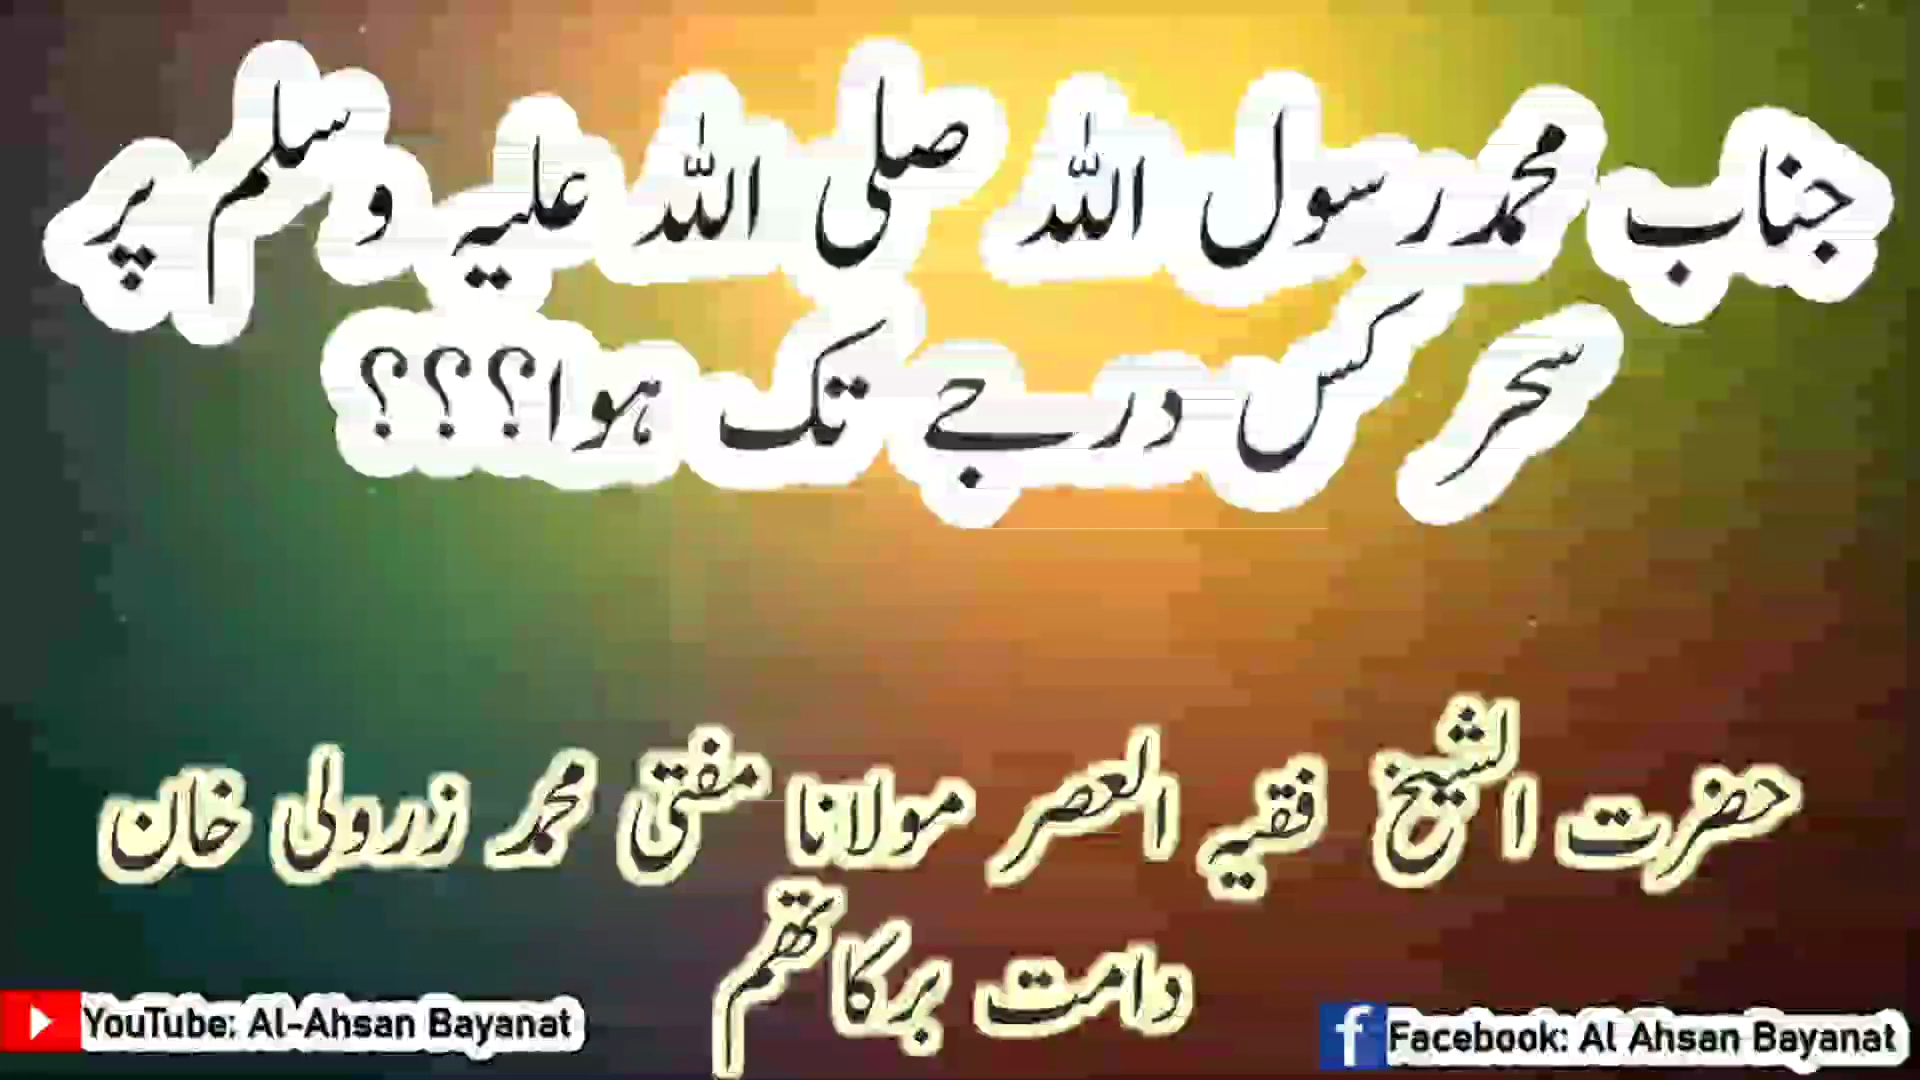 جناب محمد رسول اللہ صلی اللہ علیہ وسلم پر
سحر کس درجے تک ہوا؟؟؟
حضرت الشیخ فقیہ العصر مولانا مفتی محمد زرولی خان
دامت برکاتھم
YouTube: Al-Ahsan Bayanat
Facebook: Al Ahsan Bayanat